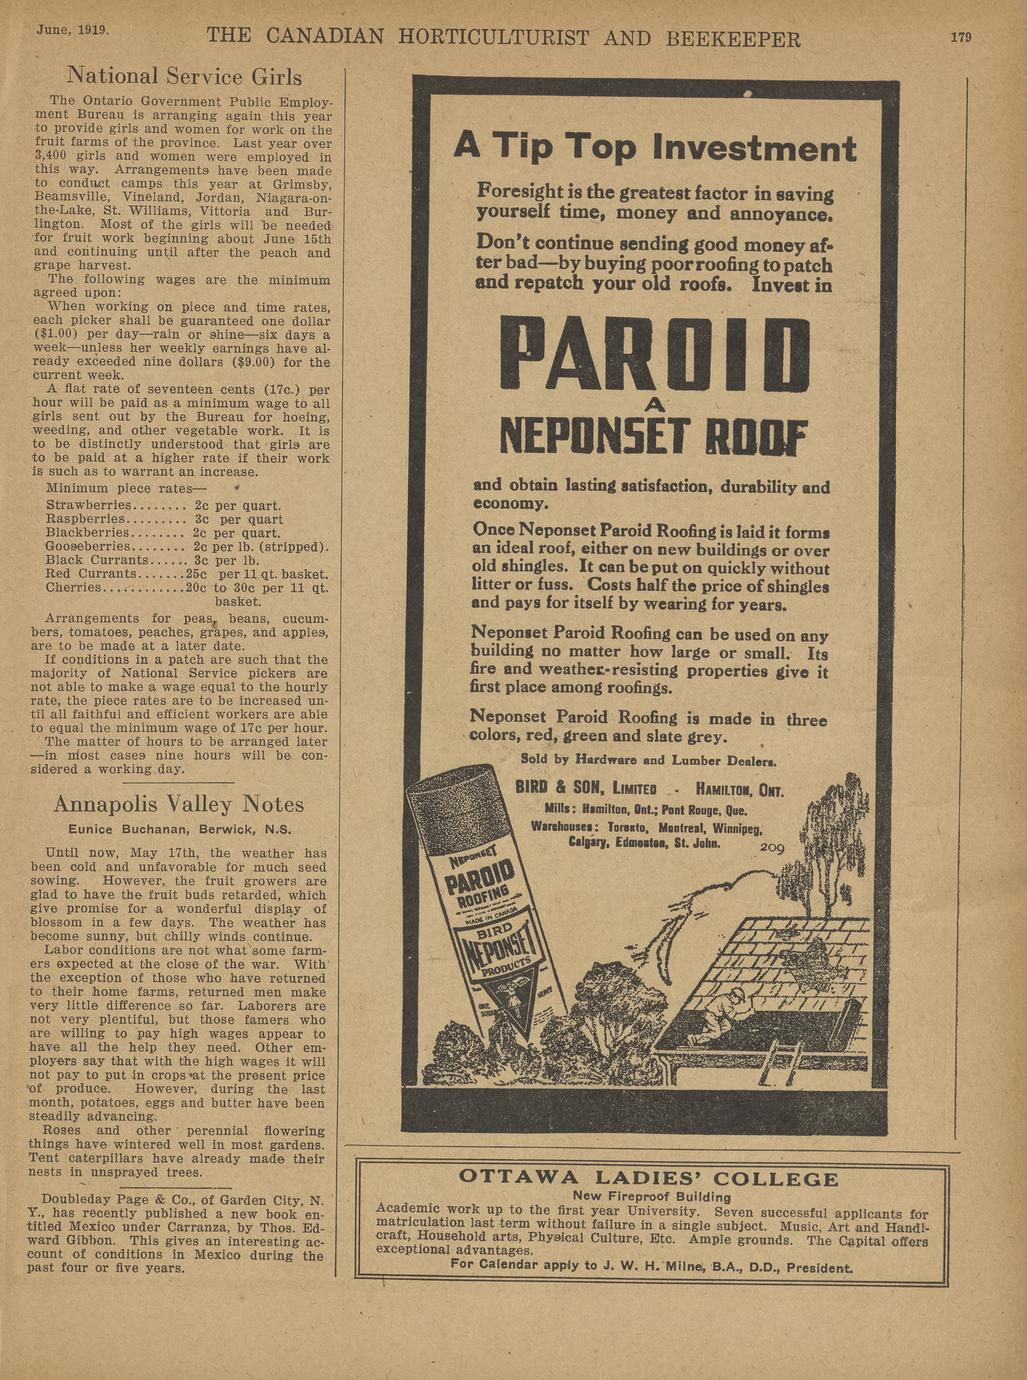 June, 1919.
THE CANADIAN HORTICULTURIST AND BEEKEEPER
179
National Service Girls
The Ontario Government Public Employ-
ment Bureau is arranging again this year
to provide girls and women for work on the
fruit farms of the province. Last year over
3,400 girls and women were employed in
this way. Arrangements have been made
to conduct camps this year at Grimsby,
Beamsville, Vineland, Jordan, Niagara-on-
the-Lake, St. Williams, Vittoria and Bur-
lington. Most of the girls will be needed
for fruit work beginning about June 15th
and continuing until after the peach and
grape harvest.
The following wages are the minimum
agreed upon:
When working on piece and time rates,
each picker shall be guaranteed one dollar
($1.00) per day—rain or shine—six days a
week—unless her weekly earnings have al-
ready exceeded nine dollars ($9.00) for the
current week.
A flat rate of seventeen cents (17c.) per
hour will be paid as a minimum wage to all
girls sent out by the Bureau for hoeing,
weeding, and other vegetable work. It is
to be distinctly understood that girls are
to be paid at a higher rate if their work
is such as to warrant an increase.
Minimum piece rates—
Strawberries........ 2c per quart.
Raspberries......... 3c per quart
Blackberries........ 2c per quart.
Gooseberries........ 2c per lb. (stripped).
Black Currants...... 3c per lb.
Red Currants.......25c per 11 qt. basket.
Cherries............20c to 30c per 11 qt.
basket.
Arrangements for peas, beans, cucum-
bers, tomatoes, peaches, grapes, and apples,
are to be made at a later date.
If conditions in a patch are such that the
majority of National Service pickers are
not able to make a wage equal to the hourly
rate, the piece rates are to be increased un-
til all faithful and efficient workers are able
to equal the minimum wage of 17c per hour.
The matter of hours to be arranged later
—in most cases nine hours will be con-
sidered a working day.
Annapolis Valley Notes
Eunice Buchanan, Berwick, N.S.
Until now, May 17th, the weather has
been cold and unfavorable for much seed
sowing. However, the fruit growers are
glad to have the fruit buds retarded, which
give promise for a wonderful display of
blossom in a few days. The weather has
become sunny, but chilly winds continue.
Labor conditions are not what some farm-
ers expected at the close of the war. With
the exception of those who have returned
to their home farms, returned men make
very little difference so far. Laborers are
not very plentiful, but those famers who
are willing to pay high wages appear to
have all the help they need. Other em-
ployers say that with the high wages it will
not pay to put in crops at the present price
of produce. However, during the last
month, potatoes, eggs and butter have been
steadily advancing.
Roses and other perennial flowering
things have wintered well in most gardens.
Tent caterpillars have already made their
nests in unsprayed trees.
Doubleday Page & Co., of Garden City, N.
Y., has recently published a new book en-
titled Mexico under Carranza, by Thos. Ed-
ward Gibbon. This gives an interesting ac-
count of conditions in Mexico during the
past four or five years.
A Tip Top Investment
Foresight is the greatest factor in saving
yourself time, money and annoyance.
Don't continue sending good money af-
ter bad—by buying poor roofing to patch
and repatch your old roofs. Invest in
PAROID
A
NEPONSET ROOF
and obtain lasting satisfaction, durability and
economy.
Once Neponset Paroid Roofing is laid it forms
an ideal roof, either on new buildings or over
old shingles. It can be put on quickly without
litter or fuss. Costs half the price of shingles
and pays for itself by wearing for years.
Neponset Paroid Roofing can be used on any
building no matter how large or small. Its
fire and weather-resisting properties give it
first place among roofings.
Neponset Paroid Roofing is made in three
colors, red, green and slate grey.
Sold by Hardware and Lumber Dealers.
BIRD & SON, LIMITED - HAMILTON, ONT.
Mills: Hamilton, Ont.; Pont Rouge, Que.
Warehouses: Toronto, Montreal, Winnipeg,
Calgary, Edmonton, St. John.
209
NEPONSET
PAROID
ROOFING
MADE IN CANADA
BIRD
NEPONSET
PRODUCTS
OTTAWA LADIES' COLLEGE
New Fireproof Building
Academic work up to the first year University. Seven successful applicants for
matriculation last term without failure in a single subject. Music, Art and Handi-
craft, Household arts, Physical Culture, Etc. Ample grounds. The Capital offers
exceptional advantages.
For Calendar apply to J. W. H. Milne, B.A., D.D., President.